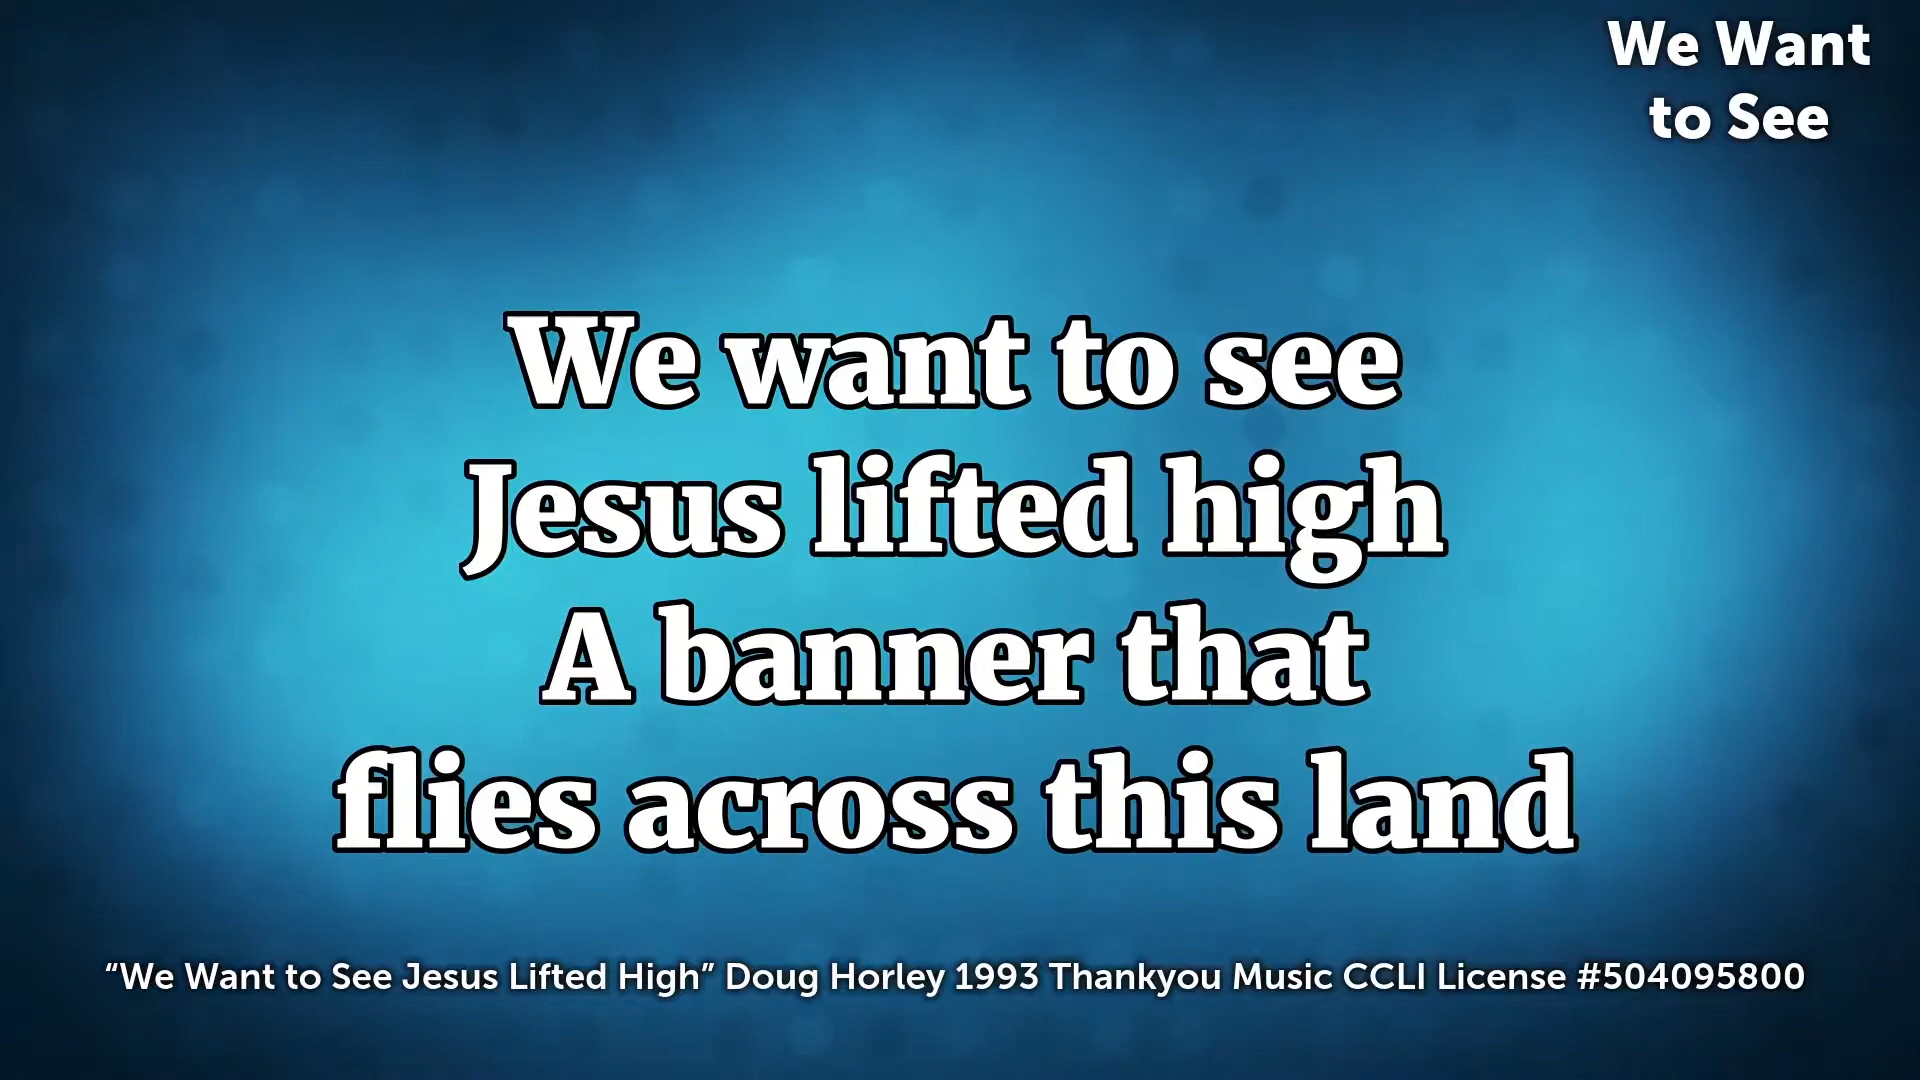 We Want
to See
We want to see
Jesus lifted high
A banner that
flies across this land
“We Want to See Jesus Lifted High” Doug Horley 1993 Thankyou Music CCLI License #504095800